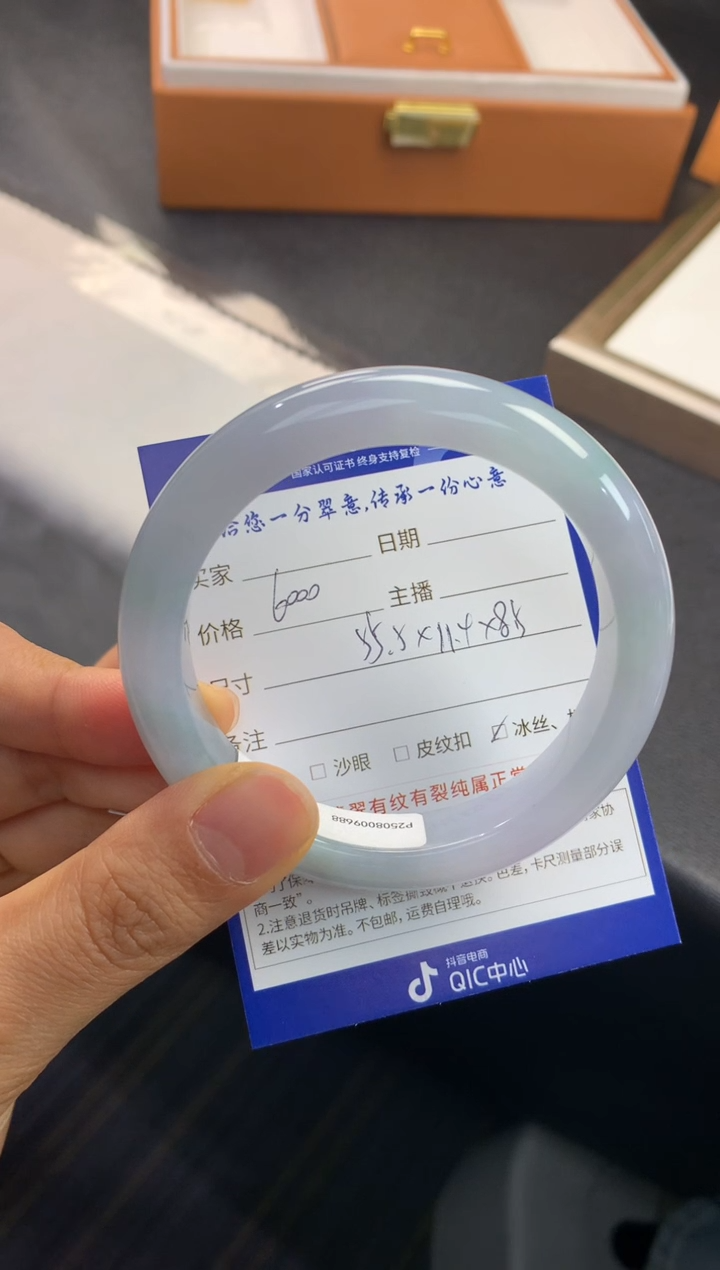 国家认可证书 终身支持复检
给您一分翠意,传承一份心意
买家 日期
价格 6000 主播
尺寸 55.5×11.4×8.5
备注
□ 沙眼 □ 皮纹扣 ☑ 冰丝、
翠有纹有裂纯属正常
家协
商一致”。
2.注意退货时吊牌、标签撕毁概不退换。色差,卡尺测量部分误
差以实物为准。不包邮,运费自理哦。
P2508009688
抖音电商
QIC中心